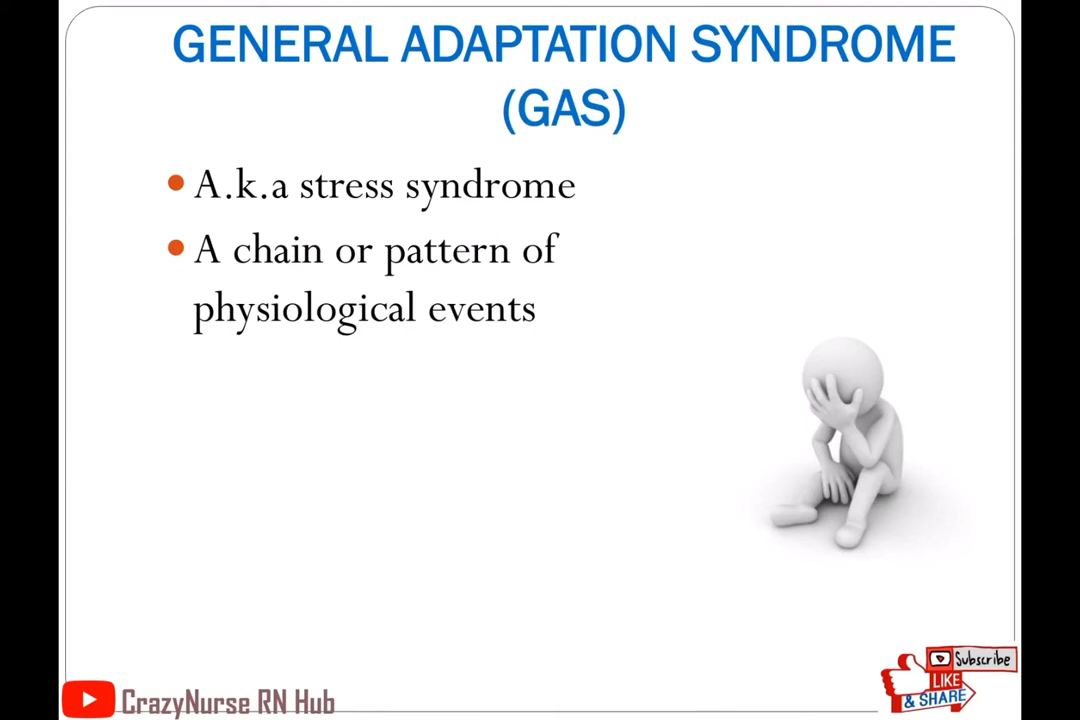 GENERAL ADAPTATION SYNDROME
(GAS)
A.k.a stress syndrome
A chain or pattern of
physiological events
Subscribe
LIKE
& SHARE
CrazyNurse RN Hub